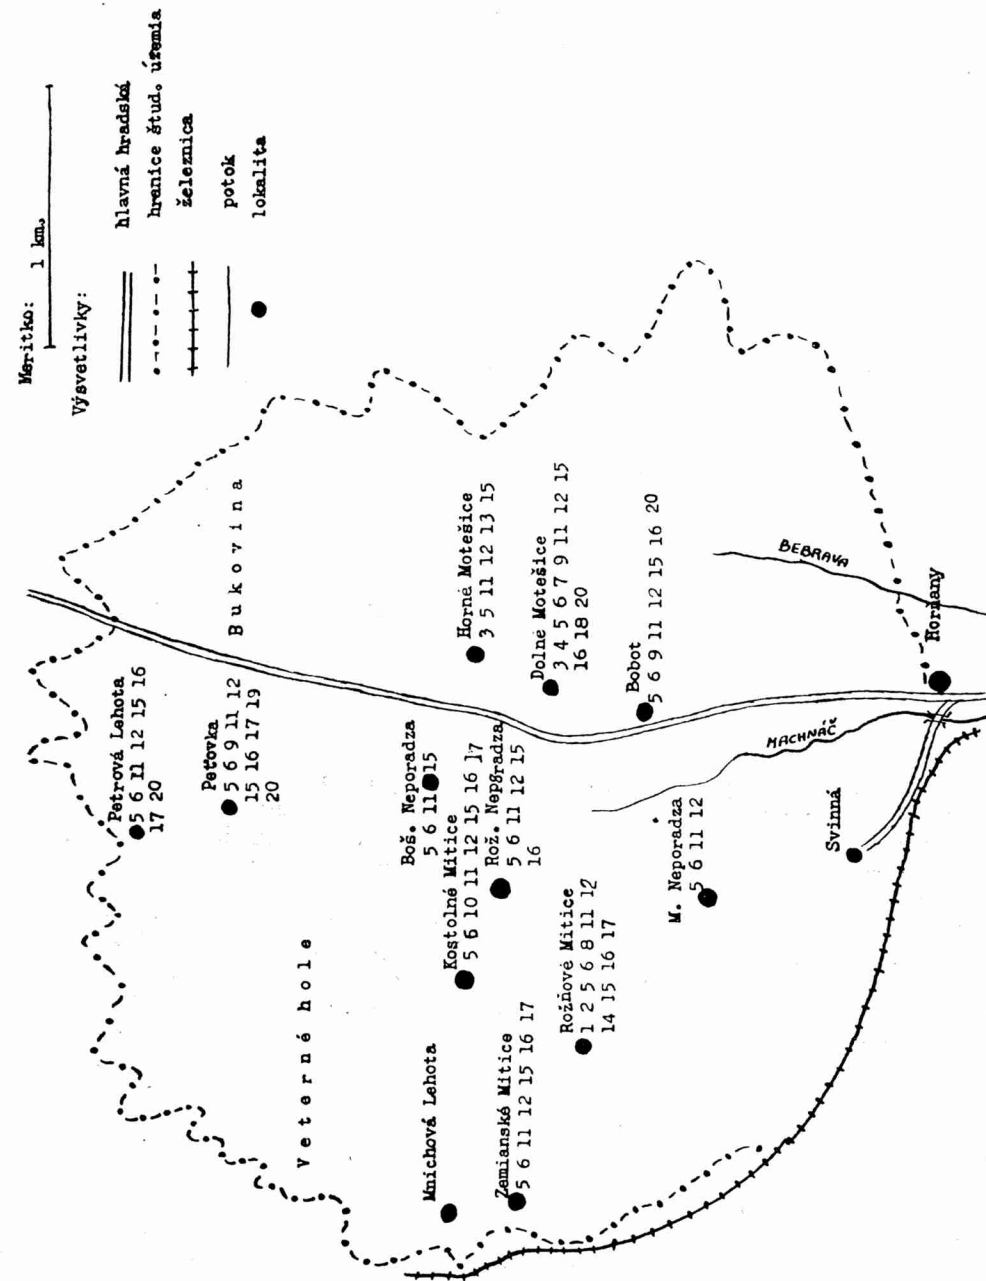 Meritko: 1 km.
Výsvetlivky:
hlavná hradská
hranice štud. územia
železnica
potok
lokalita
Petrová Lehota
5 6 11 12 15 16
17 20
Peťovka
5 6 9 11 12
15 16 17 19
20
Bukovina
Veterné hole
Boš. Neporadza
5 6 11 15
Kostolné Mitice
5 6 10 11 12 15 16 17
Rož. Neporadza
5 6 11 12 15
16
Horné Motešice
3 5 11 12 13 15
Dolné Motešice
3 4 5 6 7 9 11 12 15
16 18 20
Mníchová Lehota
Zemianské Mitice
5 6 11 12 15 16 17
Rožňové Mitice
1 2 5 6 8 11 12
14 15 16 17
Bobot
5 6 9 11 12 15 16 20
M. Neporadza
5 6 11 12
MACHNÁČ
BEBRAVA
Svinná
Horňany